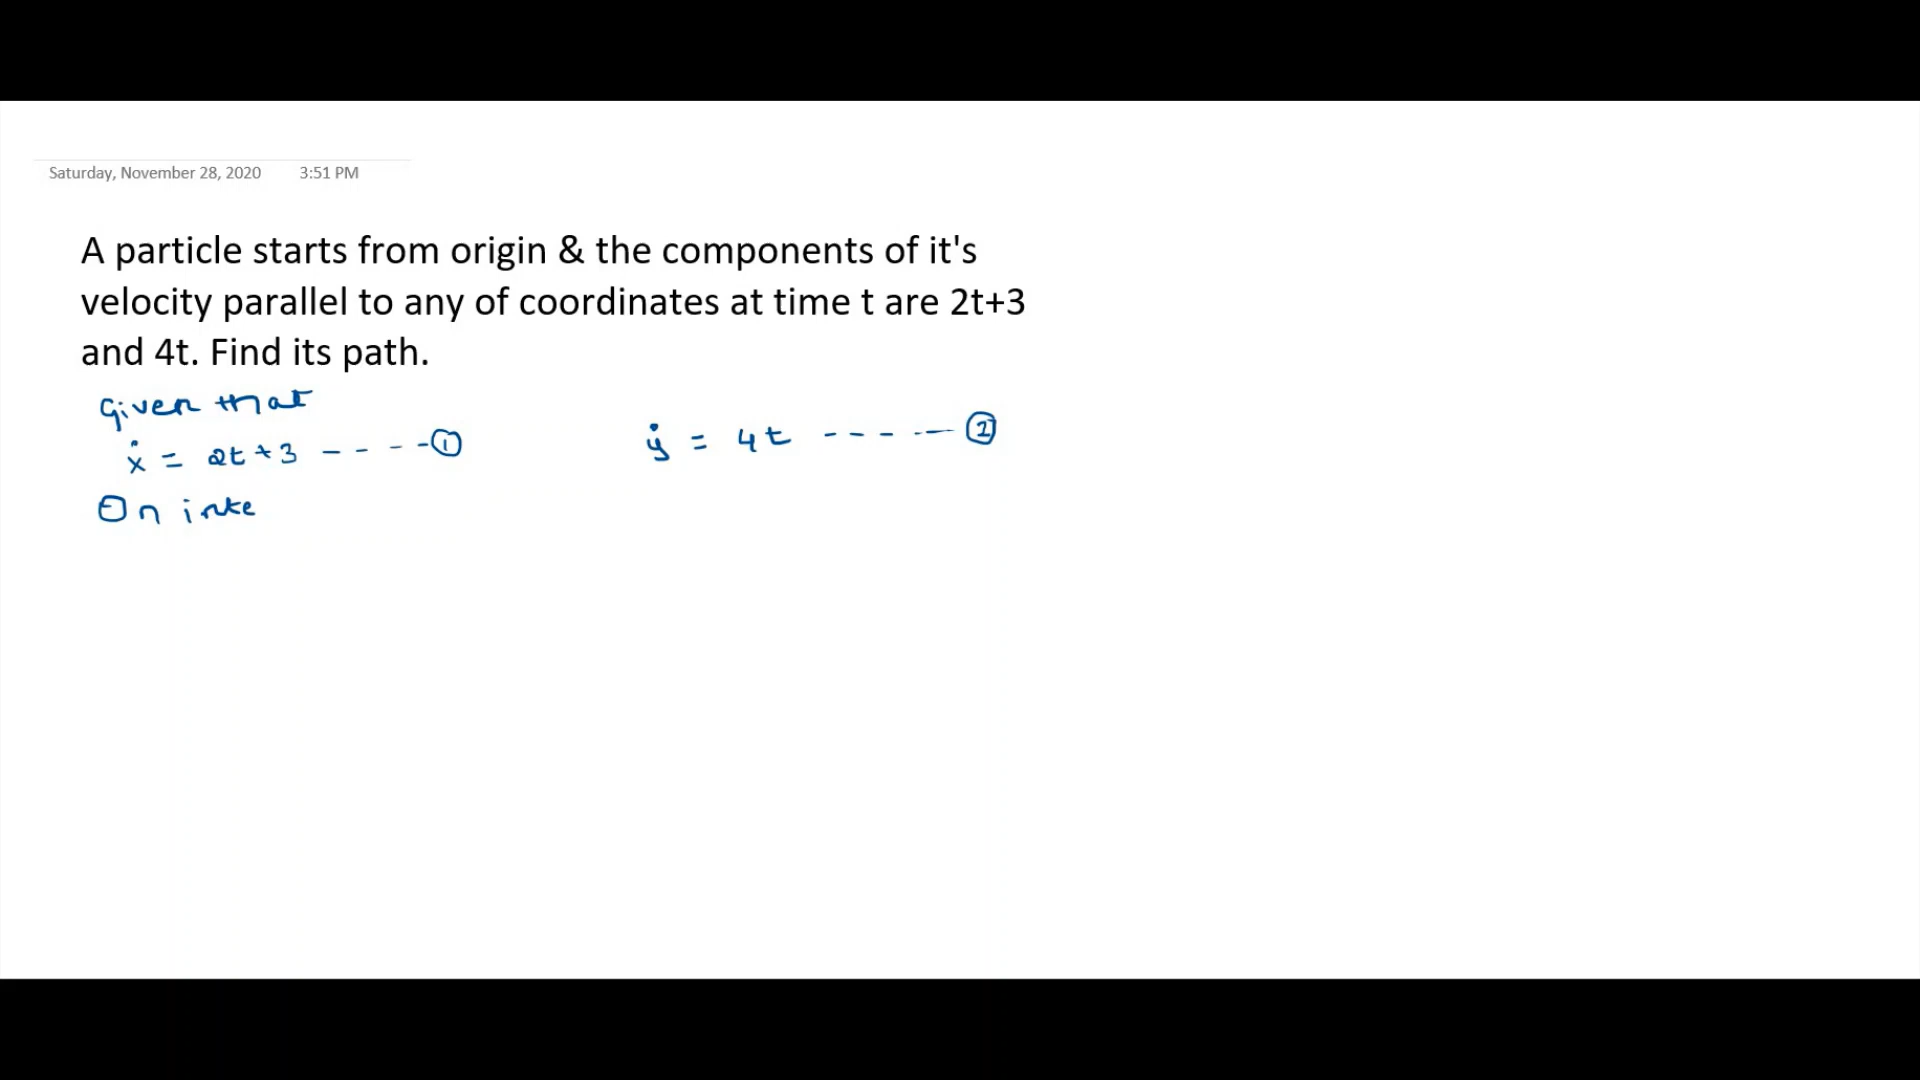 Saturday, November 28, 2020 3:51 PM
A particle starts from origin & the components of it's
velocity parallel to any of coordinates at time t are 2t+3
and 4t. Find its path.
Given that
ẋ = 2t+3 - - - - -① ẏ = 4t - - - - — ②
On inte